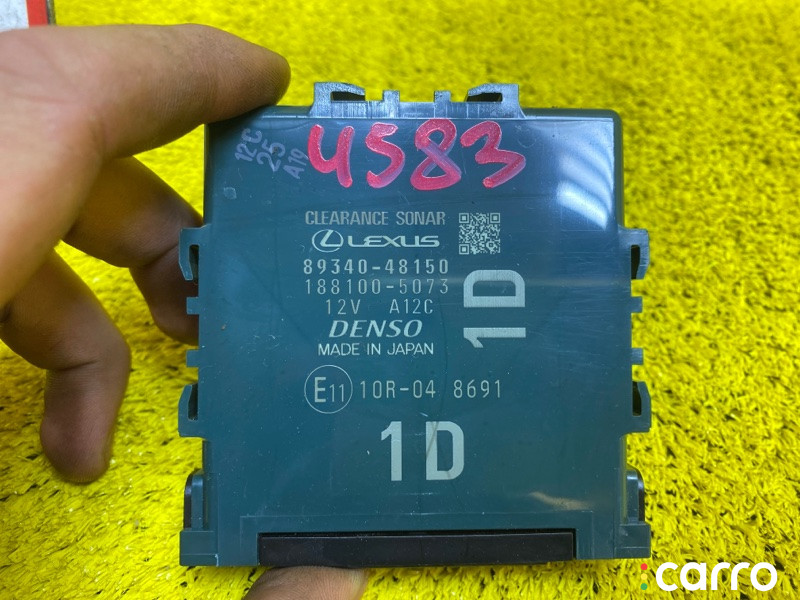 12C
25
A19
4583
CLEARANCE SONAR
LEXUS
89340-48150
188100-5073
12V A12C
DENSO
MADE IN JAPAN
1D
E11 10R-04 8691
1D
carro